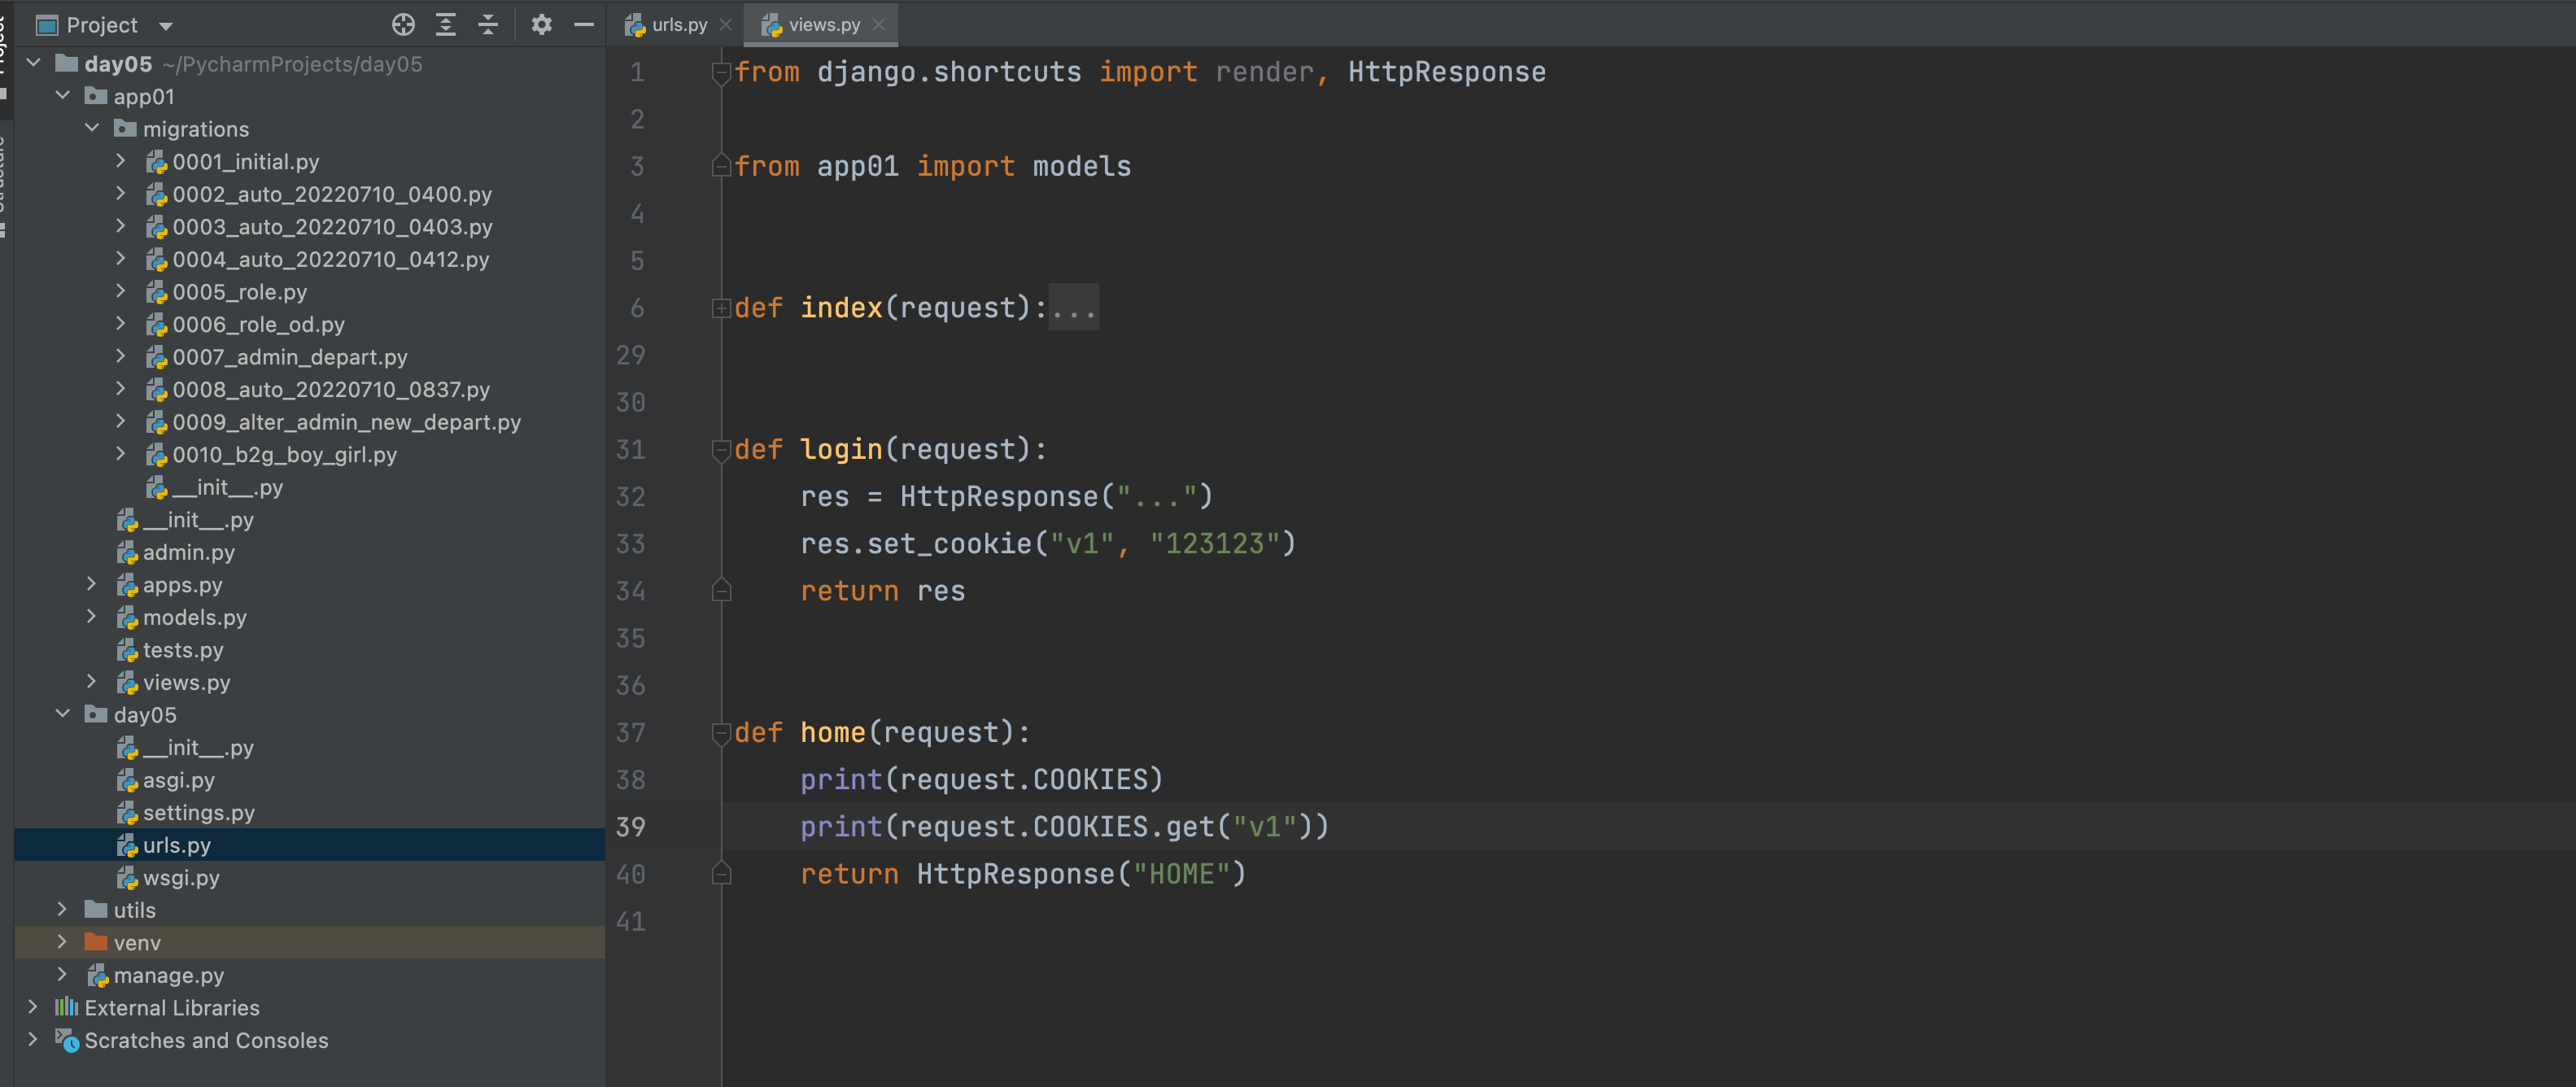 Project
urls.py
views.py
day05 ~/PycharmProjects/day05
app01
migrations
0001_initial.py
0002_auto_20220710_0400.py
0003_auto_20220710_0403.py
0004_auto_20220710_0412.py
0005_role.py
0006_role_od.py
0007_admin_depart.py
0008_auto_20220710_0837.py
0009_alter_admin_new_depart.py
0010_b2g_boy_girl.py
__init__.py
__init__.py
admin.py
apps.py
models.py
tests.py
views.py
day05
__init__.py
asgi.py
settings.py
urls.py
wsgi.py
utils
venv
manage.py
External Libraries
Scratches and Consoles
1 from django.shortcuts import render, HttpResponse
2
3 from app01 import models
4
5
6 def index(request):...
29
30
31 def login(request):
32     res = HttpResponse("...")
33     res.set_cookie("v1", "123123")
34     return res
35
36
37 def home(request):
38     print(request.COOKIES)
39     print(request.COOKIES.get("v1"))
40     return HttpResponse("HOME")
41